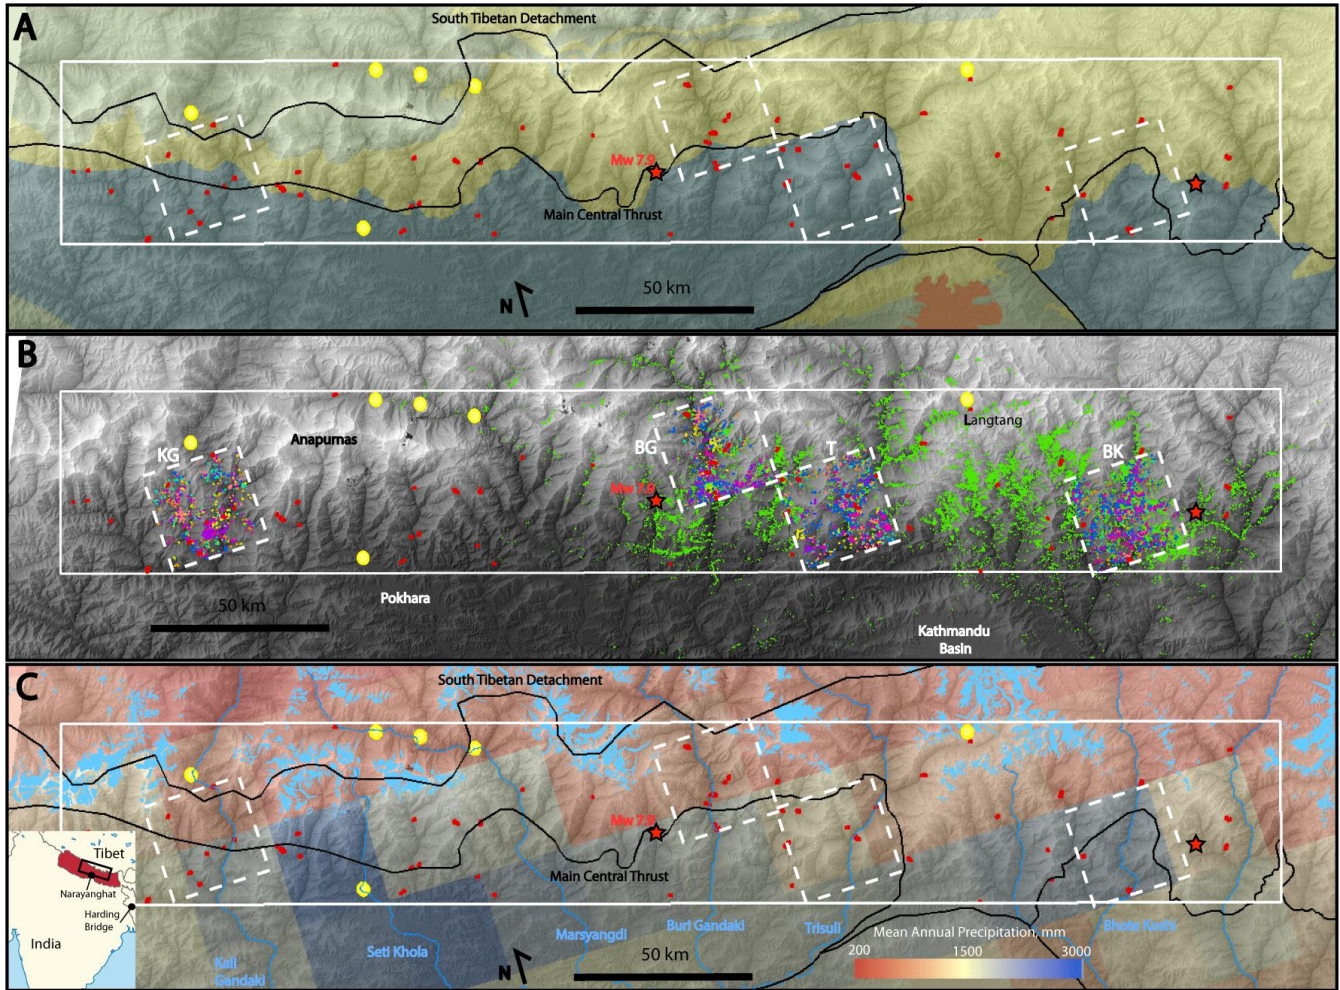 A
South Tibetan Detachment
Mw 7.9
Main Central Thrust
N
50 km
B
KG
Anapurnas
BG
T
Langtang
BK
Mw 7.9
50 km
Pokhara
Kathmandu
Basin
C
South Tibetan Detachment
Mw 7.9
Main Central Thrust
Tibet
Narayanghat
Harding
Bridge
India
Kali
Gandaki
Seti Khola
Marsyangdi
Buri Gandaki
Trisuli
Bhote Koshi
N
50 km
Mean Annual Precipitation, mm
200
1500
3000